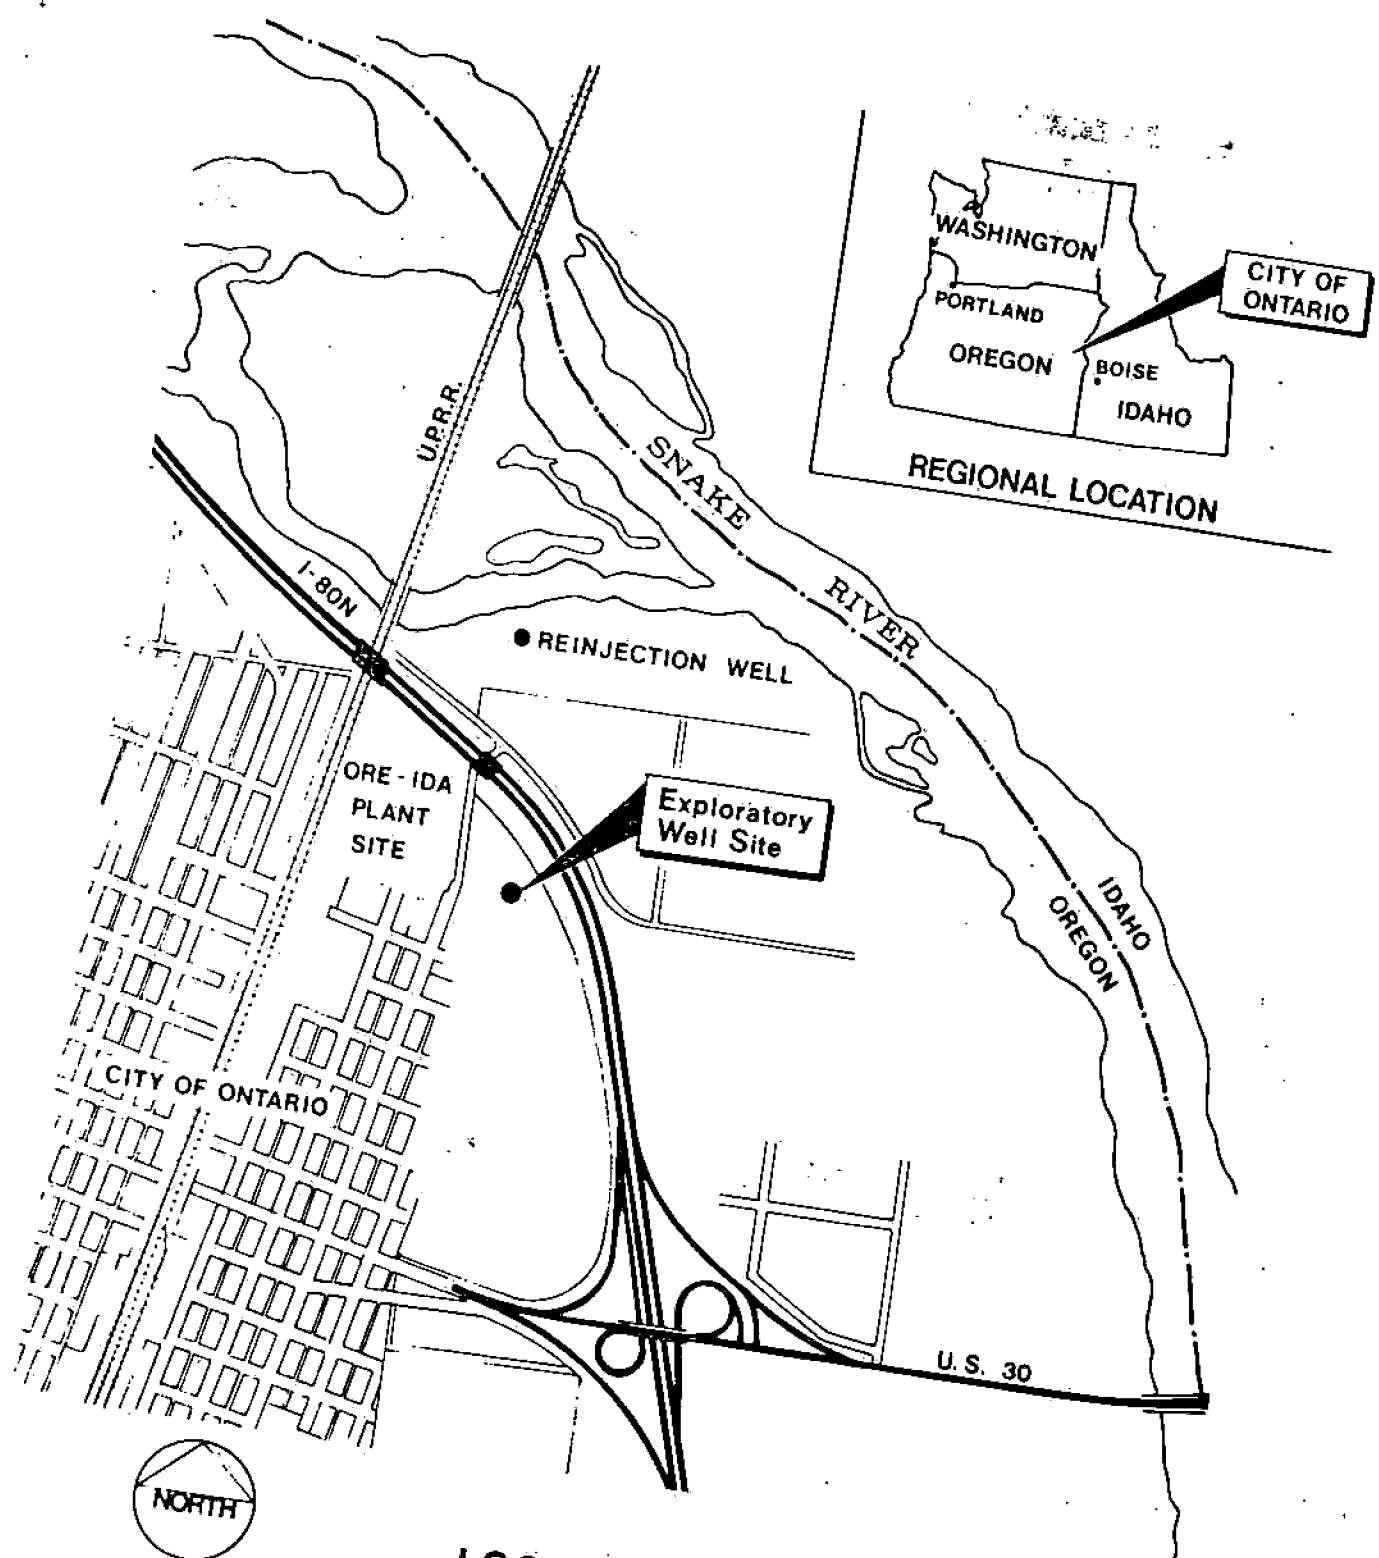 WASHINGTON
CITY OF
ONTARIO
PORTLAND
OREGON
BOISE
IDAHO
REGIONAL LOCATION
U.P.R.R.
SNAKE
RIVER
I-80N
REINJECTION WELL
ORE-IDA
PLANT
SITE
Exploratory
Well Site
IDAHO
OREGON
CITY OF ONTARIO
U.S. 30
NORTH